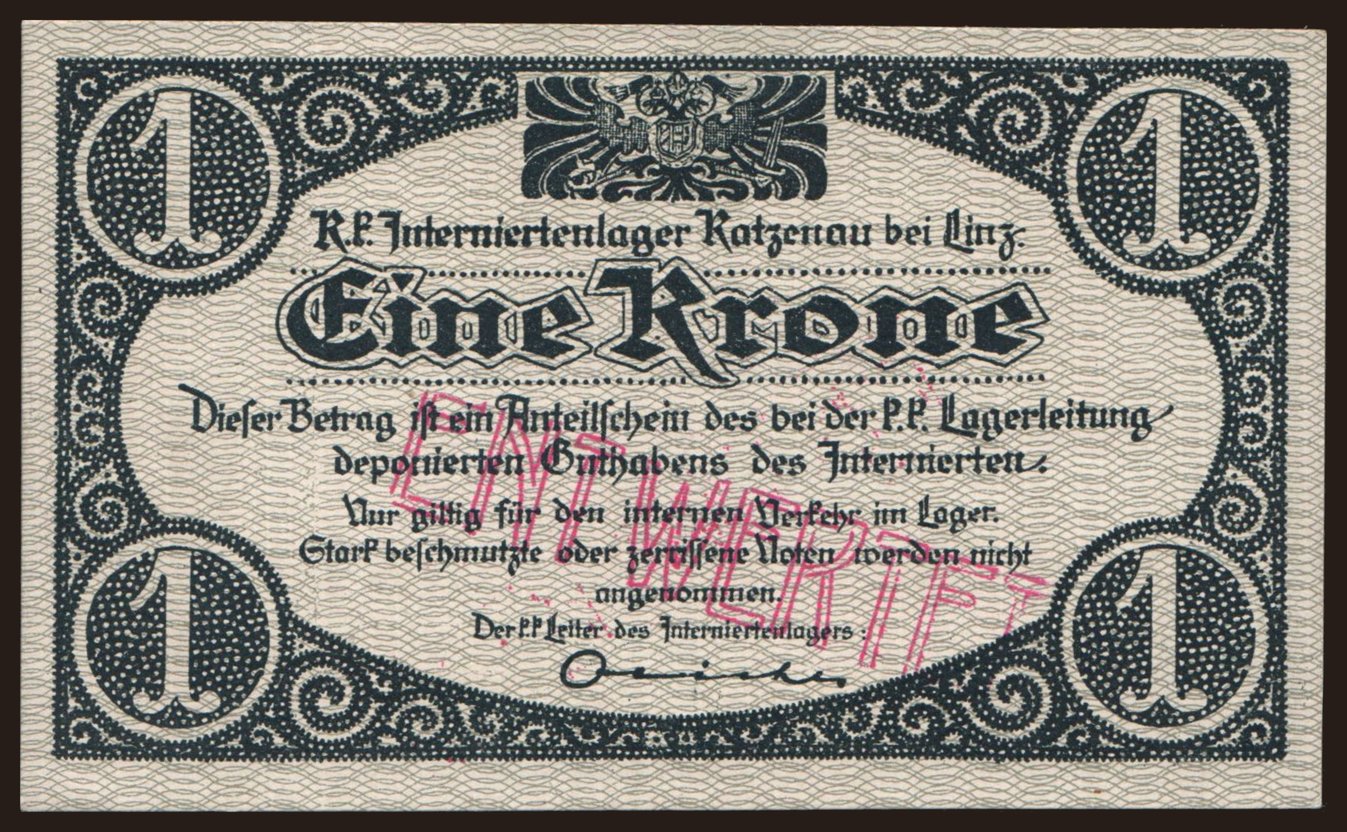 1 1
K.k. Interniertenlager Katzenau bei Linz.
Eine Krone
Dieser Betrag ist ein Anteilschein des bei der k.k. Lagerleitung
deponierten Guthabens des Internierten.
Nur giltig für den internen Verkehr im Lager.
Stark beschmutzte oder zerrissene Noten werden nicht
angenommen.
Der k.k Leiter des Interniertenlagers:
ENTWERTET
1 1